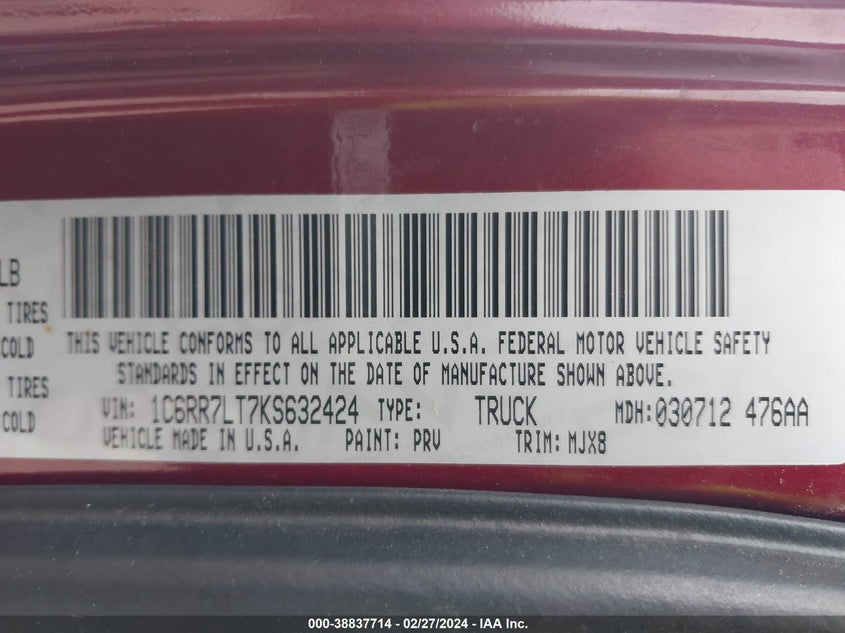 LB
TIRES
COLD
TIRES
COLD
THIS VEHICLE CONFORMS TO ALL APPLICABLE U.S.A. FEDERAL MOTOR VEHICLE SAFETY
STANDARDS IN EFFECT ON THE DATE OF MANUFACTURE SHOWN ABOVE.
VIN: 1C6RR7LT7KS632424 TYPE: TRUCK MDH:030712 476AA
VEHICLE MADE IN U.S.A. PAINT: PRV TRIM: MJX8
000-38837714 - 02/27/2024 - IAA Inc.